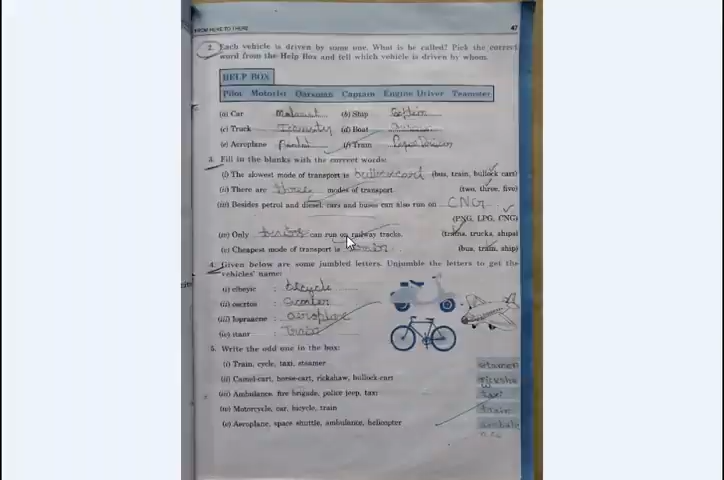 FROM HERE TO THERE 47
2. Each vehicle is driven by some one. What is he called? Pick the correct
word from the Help Box and tell which vehicle is driven by whom.
HELP BOX
Pilot Motorist Oarsman Captain Engine Driver Teamster
(a) Car (b) Ship
(c) Truck (d) Boat
(e) Aeroplane (f) Train
3. Fill in the blanks with the correct words:
(i) The slowest mode of transport is bullockcart (bus, train, bullock cart)
(ii) There are three modes of transport (two, three, five)
(iii) Besides petrol and diesel, cars and buses can also run on CNG
(PNG, LPG, CNG)
(iv) Only can run on railway tracks. (trains, trucks, ships)
(v) Cheapest mode of transport is (bus, train, ship)
4. Given below are some jumbled letters. Unjumble the letters to get the
vehicles' name:
(i) elbcyic : bicycle
(ii) oscrtoe : Scooter
(iii) lopraaene : aeroplane
(iv) itanr :
5. Write the odd one in the box:
(i) Train, cycle, taxi, steamer
(ii) Camel-cart, horse-cart, rickshaw, bullock-cart
(iii) Ambulance, fire brigade, police jeep, taxi taxi
(iv) Motorcycle, car, bicycle, train train
(v) Aeroplane, space shuttle, ambulance, helicopter